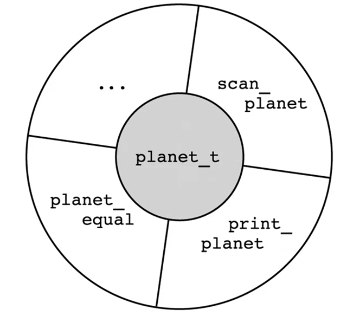 ...
scan_
planet
planet_t
planet_
equal
print_
planet